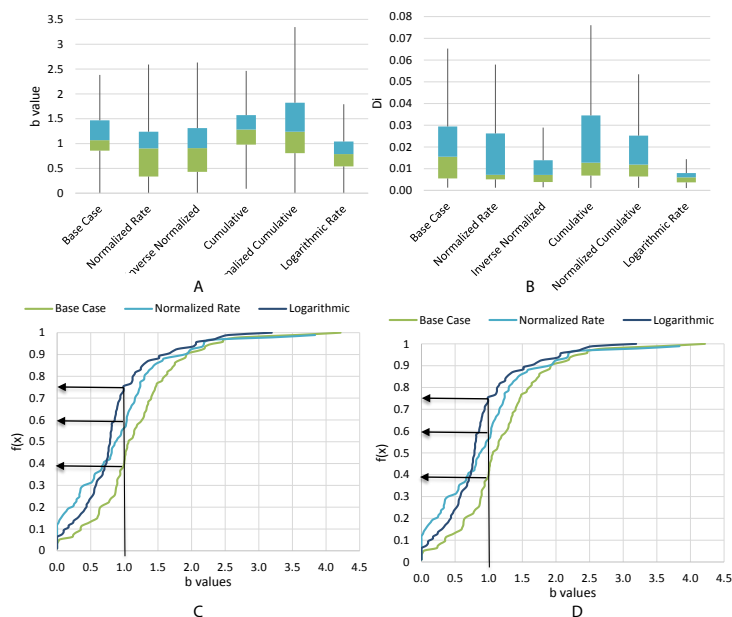 3.5
3
2.5
2
1.5
1
0.5
0
b value
Base Case
Normalized Rate
nverse Normalized
Cumulative
malized Cumulative
Logarithmic Rate
A
0.08
0.07
0.06
0.05
0.04
0.03
0.02
0.01
0.00
Di
Base Case
Normalized Rate
Inverse Normalized
Cumulative
Normalized Cumulative
Logarithmic Rate
B
Base Case Normalized Rate Logarithmic
1
0.9
0.8
0.7
0.6
0.5
0.4
0.3
0.2
0.1
0
f(x)
0.0 0.5 1.0 1.5 2.0 2.5 3.0 3.5 4.0 4.5
b values
C
Base Case Normalized Rate Logarithmic
1
0.9
0.8
0.7
0.6
0.5
0.4
0.3
0.2
0.1
0
f(x)
0.0 0.5 1.0 1.5 2.0 2.5 3.0 3.5 4.0 4.5
b values
D